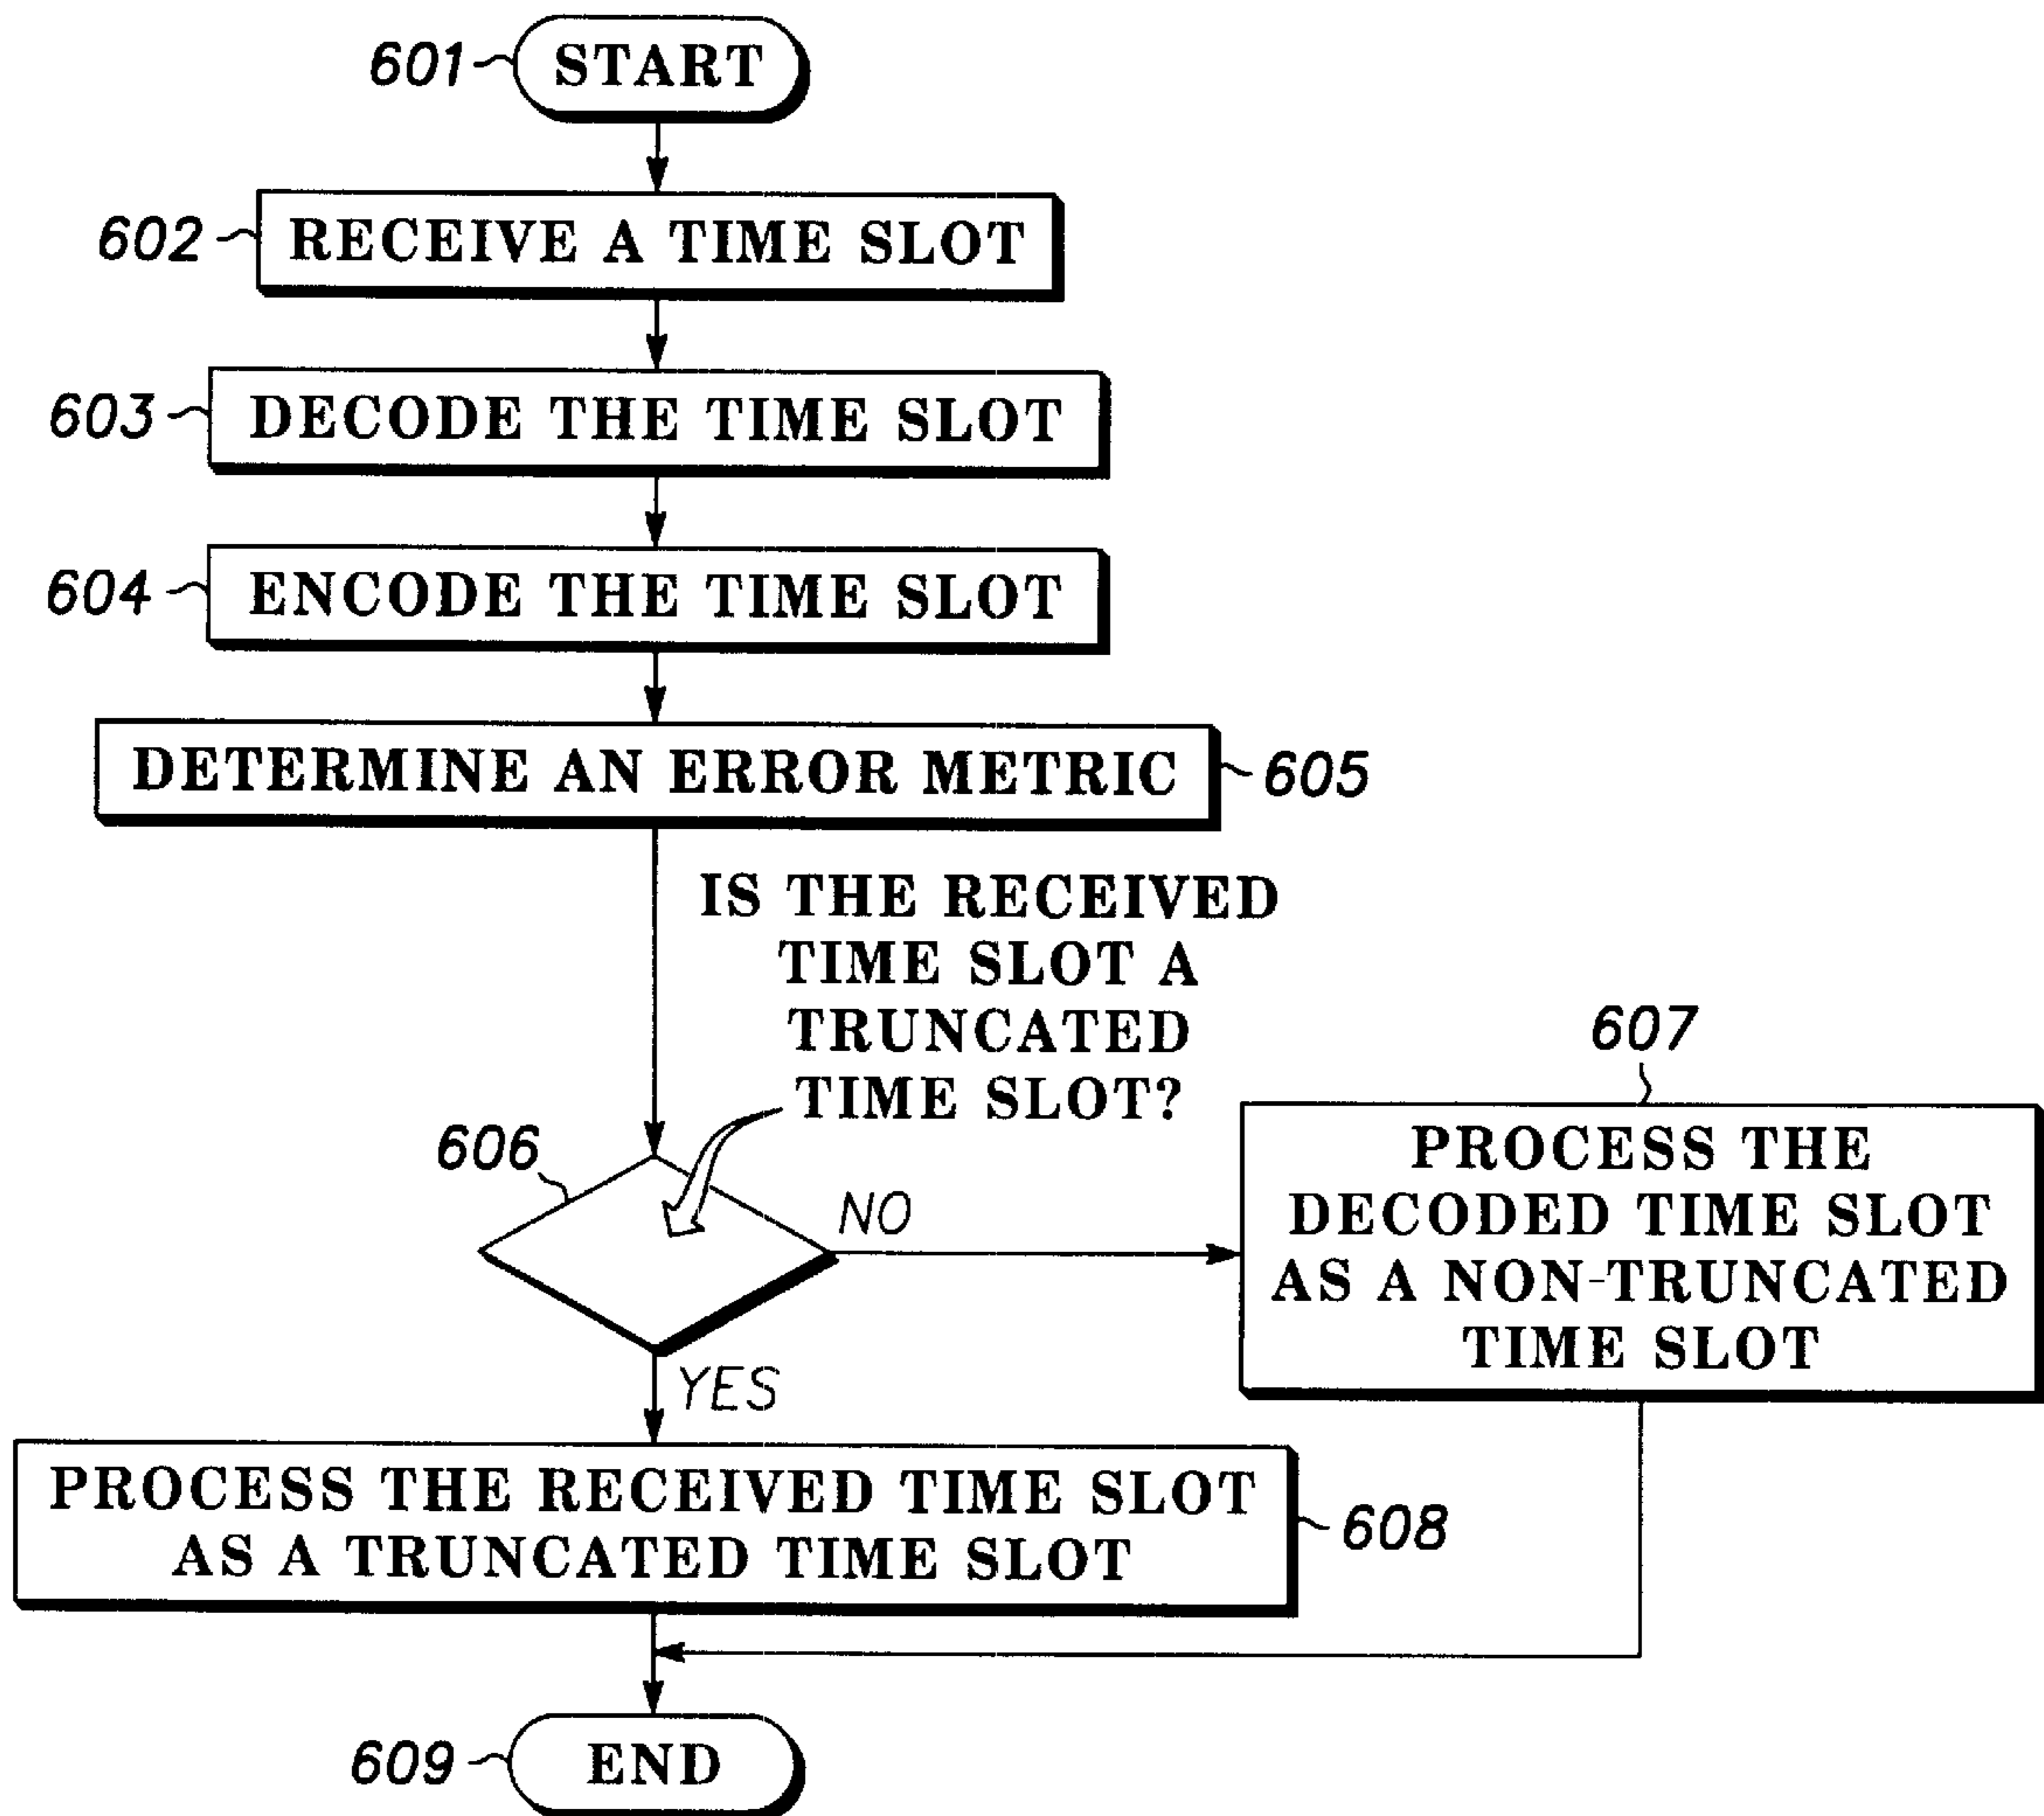 601 START
602 RECEIVE A TIME SLOT
603 DECODE THE TIME SLOT
604 ENCODE THE TIME SLOT
DETERMINE AN ERROR METRIC 605
IS THE RECEIVED
TIME SLOT A
TRUNCATED
TIME SLOT?
606
NO
607
PROCESS THE
DECODED TIME SLOT
AS A NON-TRUNCATED
TIME SLOT
YES
PROCESS THE RECEIVED TIME SLOT
AS A TRUNCATED TIME SLOT
608
609 END